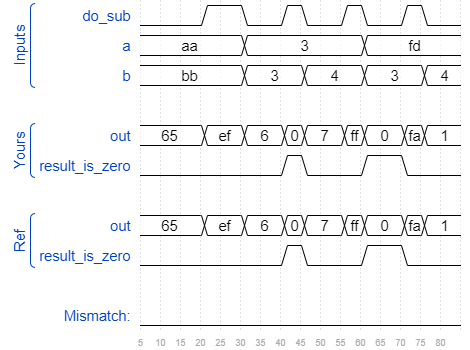 Inputs
do_sub
a aa 3 fd
b bb 3 4 3 4
Yours
out 65 ef 6 0 7 ff 0 fa 1
result_is_zero
Ref
out 65 ef 6 0 7 ff 0 fa 1
result_is_zero
Mismatch:
5 10 15 20 25 30 35 40 45 50 55 60 65 70 75 80